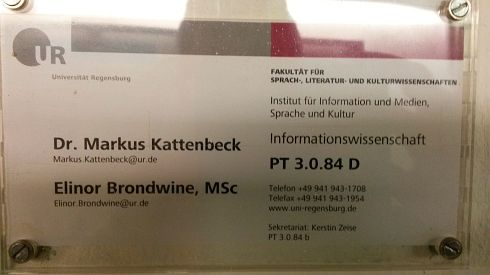 UR
Universität Regensburg
FAKULTÄT FÜR
SPRACH-, LITERATUR- UND KULTURWISSENSCHAFTEN
Institut für Information und Medien,
Sprache und Kultur
Informationswissenschaft
PT 3.0.84 D
Dr. Markus Kattenbeck
Markus.Kattenbeck@ur.de
Elinor Brondwine, MSc
Elinor.Brondwine@ur.de
Telefon +49 941 943-1708
Telefax +49 941 943-1954
www.uni-regensburg.de
Sekretariat: Kerstin Zeise
PT 3.0.84 b